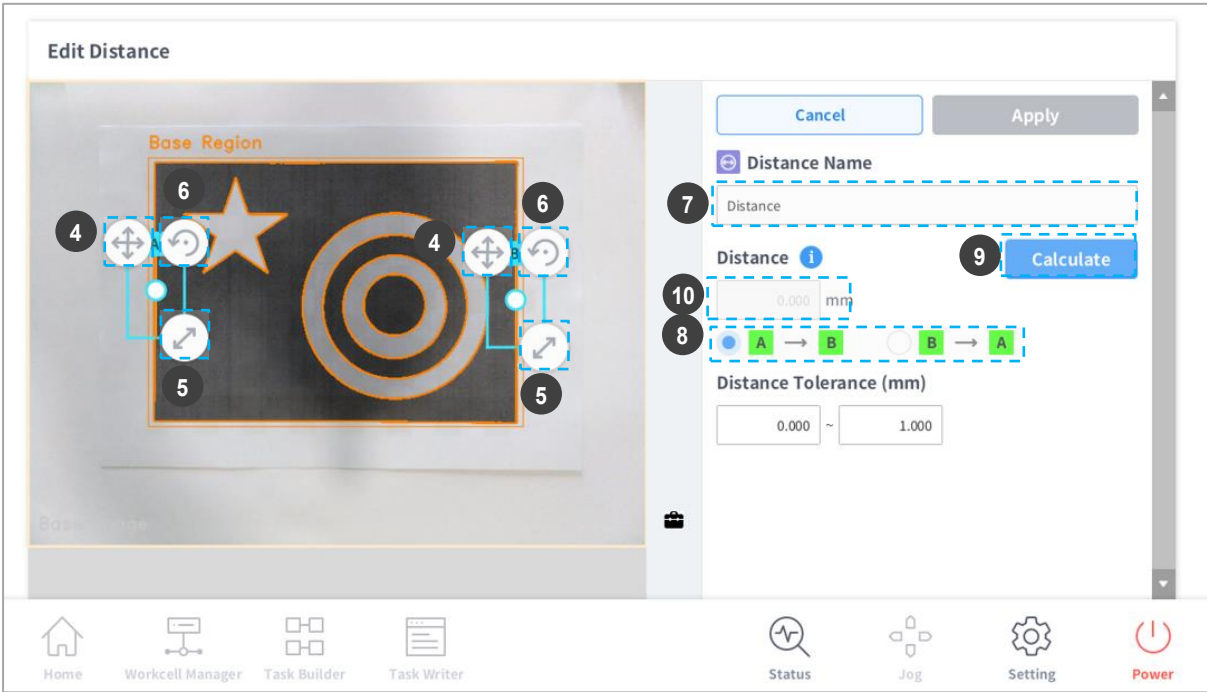 Edit Distance
Base Region
6
4
A
5
6
4
B
5
Base Image
Cancel
Apply
Distance Name
7
Distance
Distance i
9
Calculate
10
0.000 mm
8
A → B
B → A
Distance Tolerance (mm)
0.000 ~ 1.000
Home
Workcell Manager
Task Builder
Task Writer
Status
Jog
Setting
Power